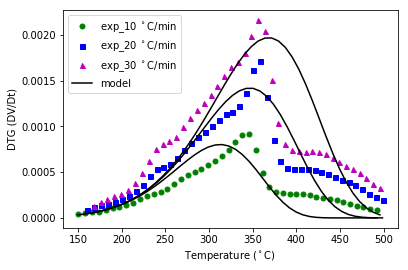 exp_10 °C/min
exp_20 °C/min
exp_30 °C/min
model
DTG (DV/Dt)
0.0020
0.0015
0.0010
0.0005
0.0000
150
200
250
300
350
400
450
500
Temperature (°C)